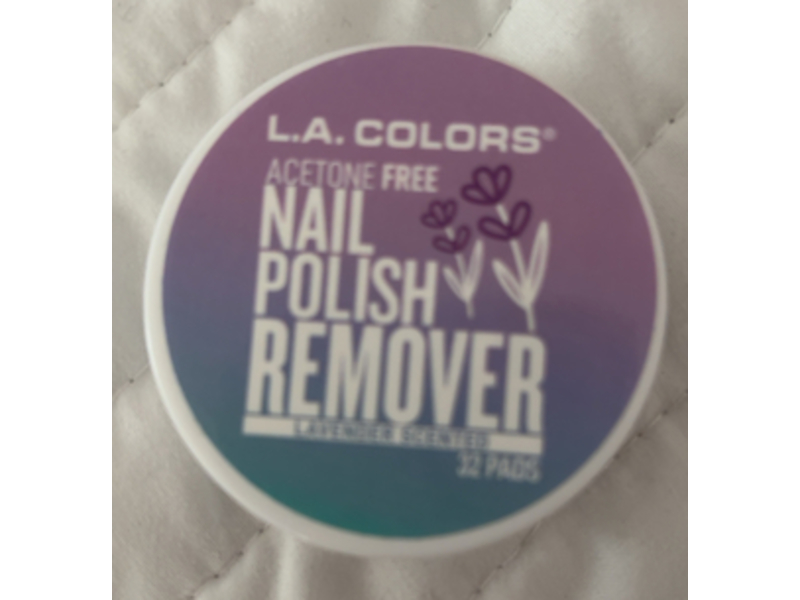 L.A. COLORS®
ACETONE FREE
NAIL
POLISH
REMOVER
LAVENDER SCENTED
32 PADS